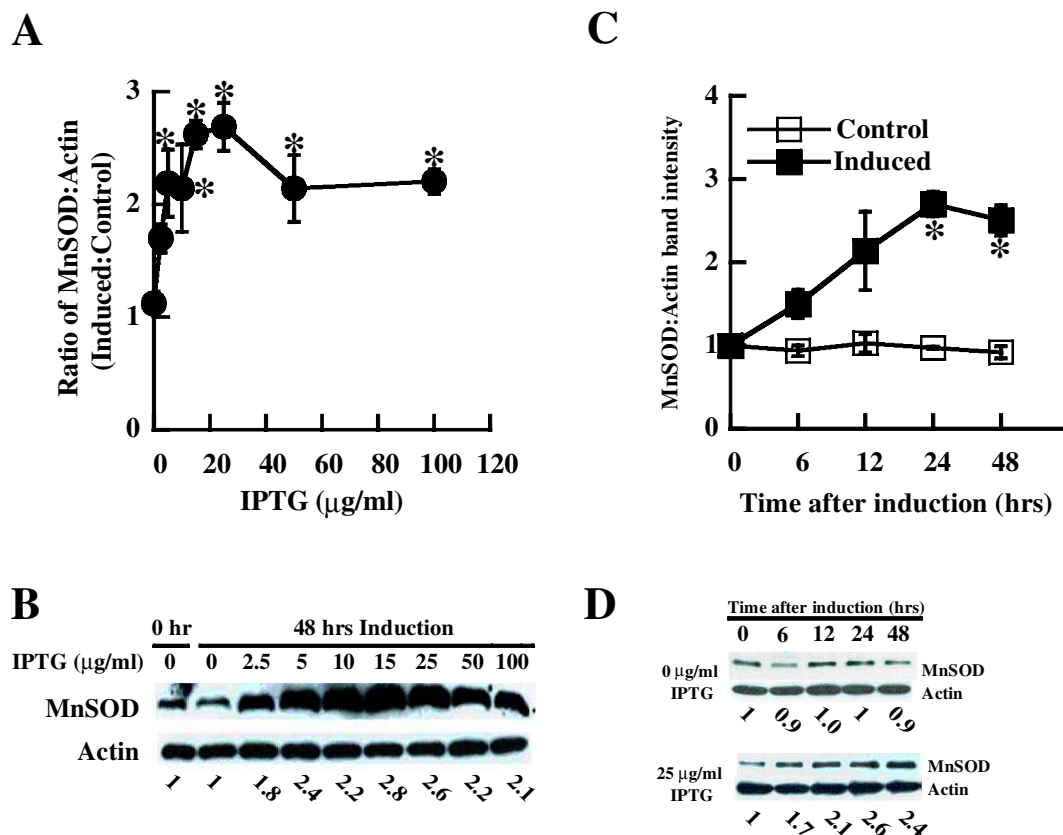 A
Ratio of MnSOD:Actin
(Induced:Control)
3
2
1
0
*
*
*
*
*
*
0 20 40 60 80 100 120
IPTG (μg/ml)
C
MnSOD:Actin band intensity
4
3
2
1
0
Control
Induced
*
*
0 6 12 24 48
Time after induction (hrs)
B
0 hr 48 hrs Induction
IPTG (μg/ml) 0 0 2.5 5 10 15 25 50 100
MnSOD
Actin
1 1 1.8 2.4 2.2 2.8 2.6 2.2 2.1
D
Time after induction (hrs)
0 6 12 24 48
0 μg/ml
IPTG
MnSOD
Actin
1 0.9 1.0 1 0.9
25 μg/ml
IPTG
MnSOD
Actin
1 1.7 2.1 2.6 2.4